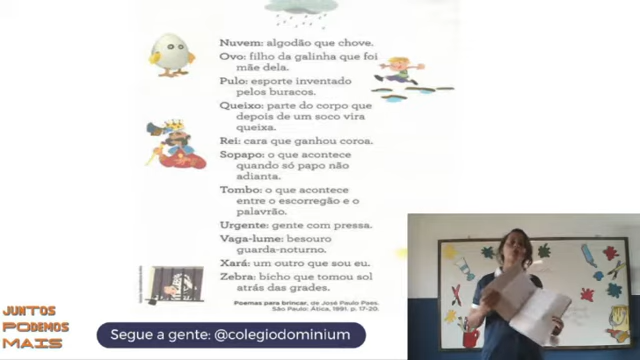 Nuvem: algodão que chove.
Ovo: filho da galinha que foi
mãe dela.
Pulo: esporte inventado
pelos buracos.
Queixo: parte do corpo que
depois de um soco vira
queixa.
Rei: cara que ganhou coroa.
Sopapo: o que acontece
quando só papo não
adianta.
Tombo: o que acontece
entre o escorregão e o
palavrão.
Urgente: gente com pressa.
Vaga-lume: besouro
guarda-noturno.
Xará: um outro que sou eu.
Zebra: bicho que tomou sol
atrás das grades.
Poemas para brincar, de José Paulo Paes.
São Paulo: Ática, 1991. p. 17-20.
JUNTOS
PODEMOS
MAIS
Segue a gente: @colegiodominium